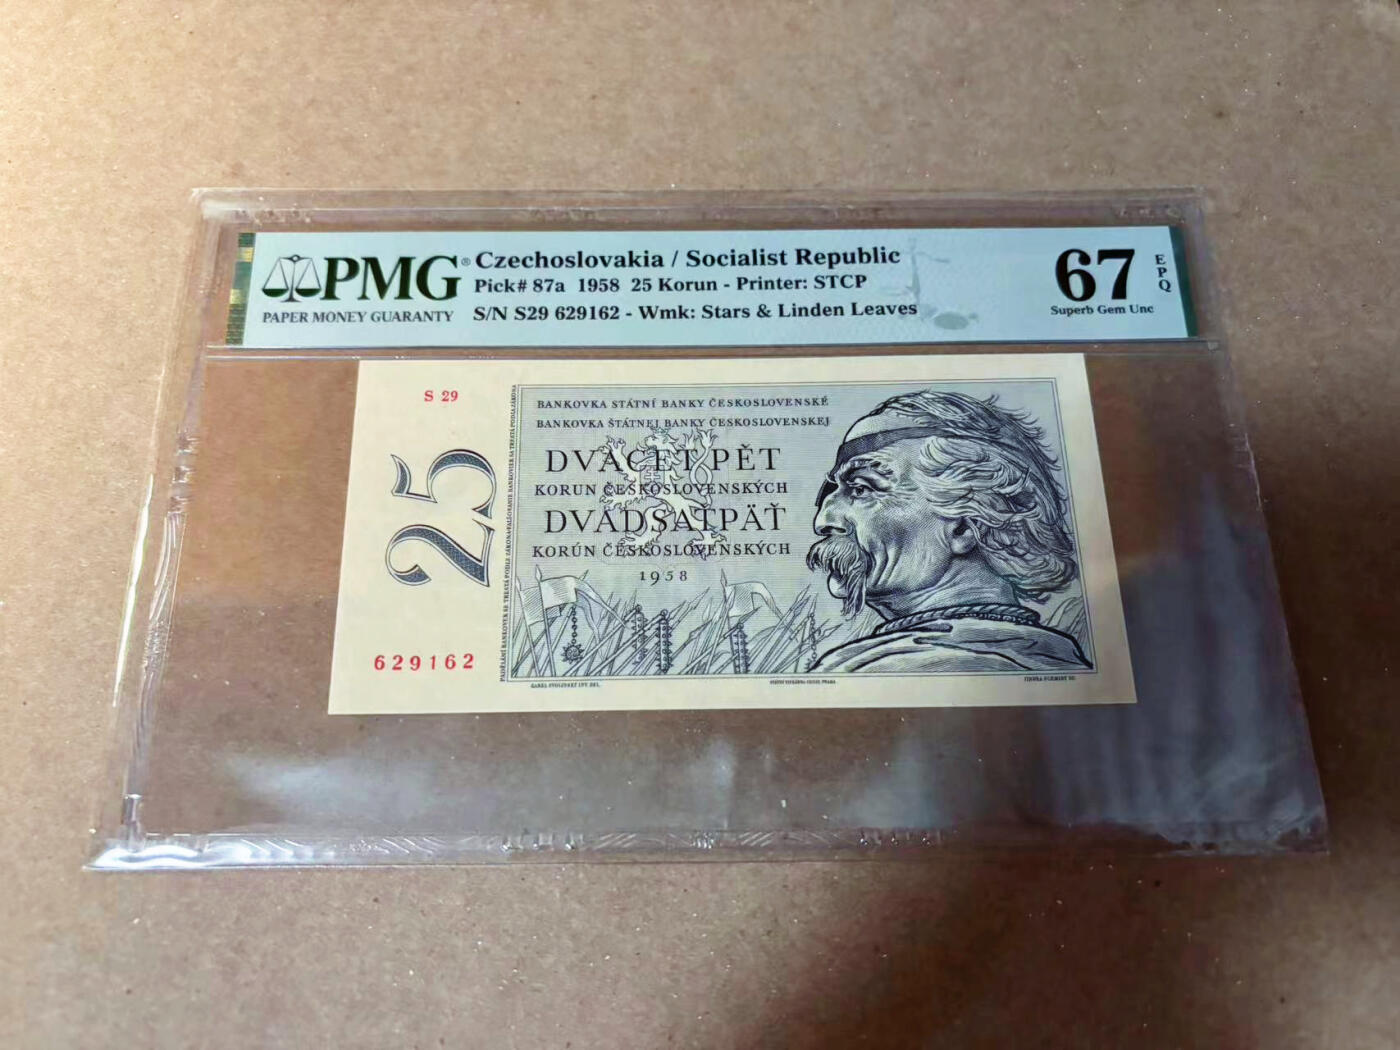 PMG®
PAPER MONEY GUARANTY
Czechoslovakia / Socialist Republic
Pick# 87a 1958 25 Korun - Printer: STCP
S/N S29 629162 - Wmk: Stars & Linden Leaves
67
EPQ
Superb Gem Unc
S 29
25
629162
BANKOVKA STÁTNÍ BANKY ČESKOSLOVENSKÉ
BANKOVKA ŠTÁTNEJ BANKY ČESKOSLOVENSKEJ
DVACET PĚT
KORUN ČESKOSLOVENSKÝCH
DVADSATPÄŤ
KORÚN ČESKOSLOVENSKÝCH
1958